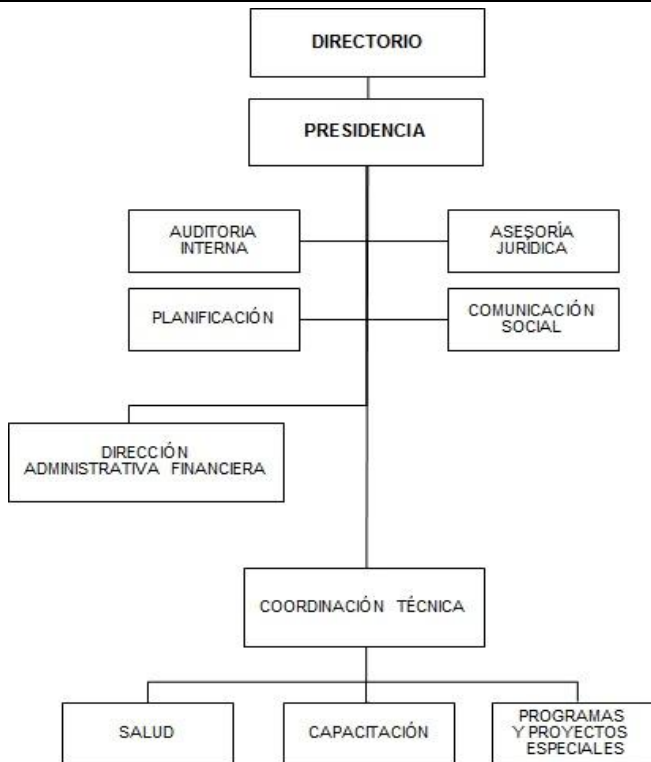 DIRECTORIO
PRESIDENCIA
AUDITORIA
INTERNA
ASESORÍA
JURÍDICA
PLANIFICACIÓN
COMUNICACIÓN
SOCIAL
DIRECCIÓN
ADMINISTRATIVA FINANCIERA
COORDINACIÓN TÉCNICA
SALUD
CAPACITACIÓN
PROGRAMAS
Y PROYECTOS
ESPECIALES